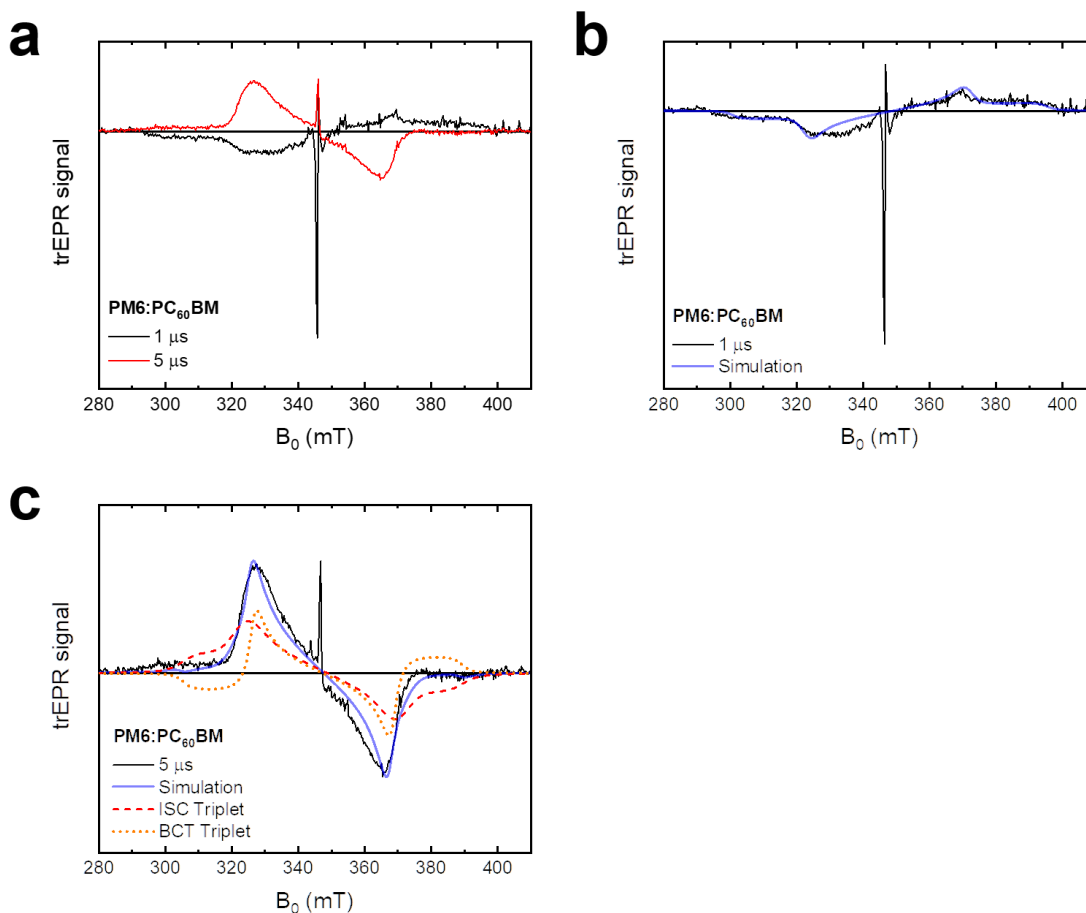 a
trEPR signal
PM6:PC₆₀BM
1 μs
5 μs
280 300 320 340 360 380 400
B₀ (mT)
b
trEPR signal
PM6:PC₆₀BM
1 μs
Simulation
280 300 320 340 360 380 400
B₀ (mT)
c
trEPR signal
PM6:PC₆₀BM
5 μs
Simulation
ISC Triplet
BCT Triplet
280 300 320 340 360 380 400
B₀ (mT)